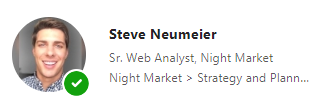 Steve Neumeier
Sr. Web Analyst, Night Market
Night Market > Strategy and Plann...